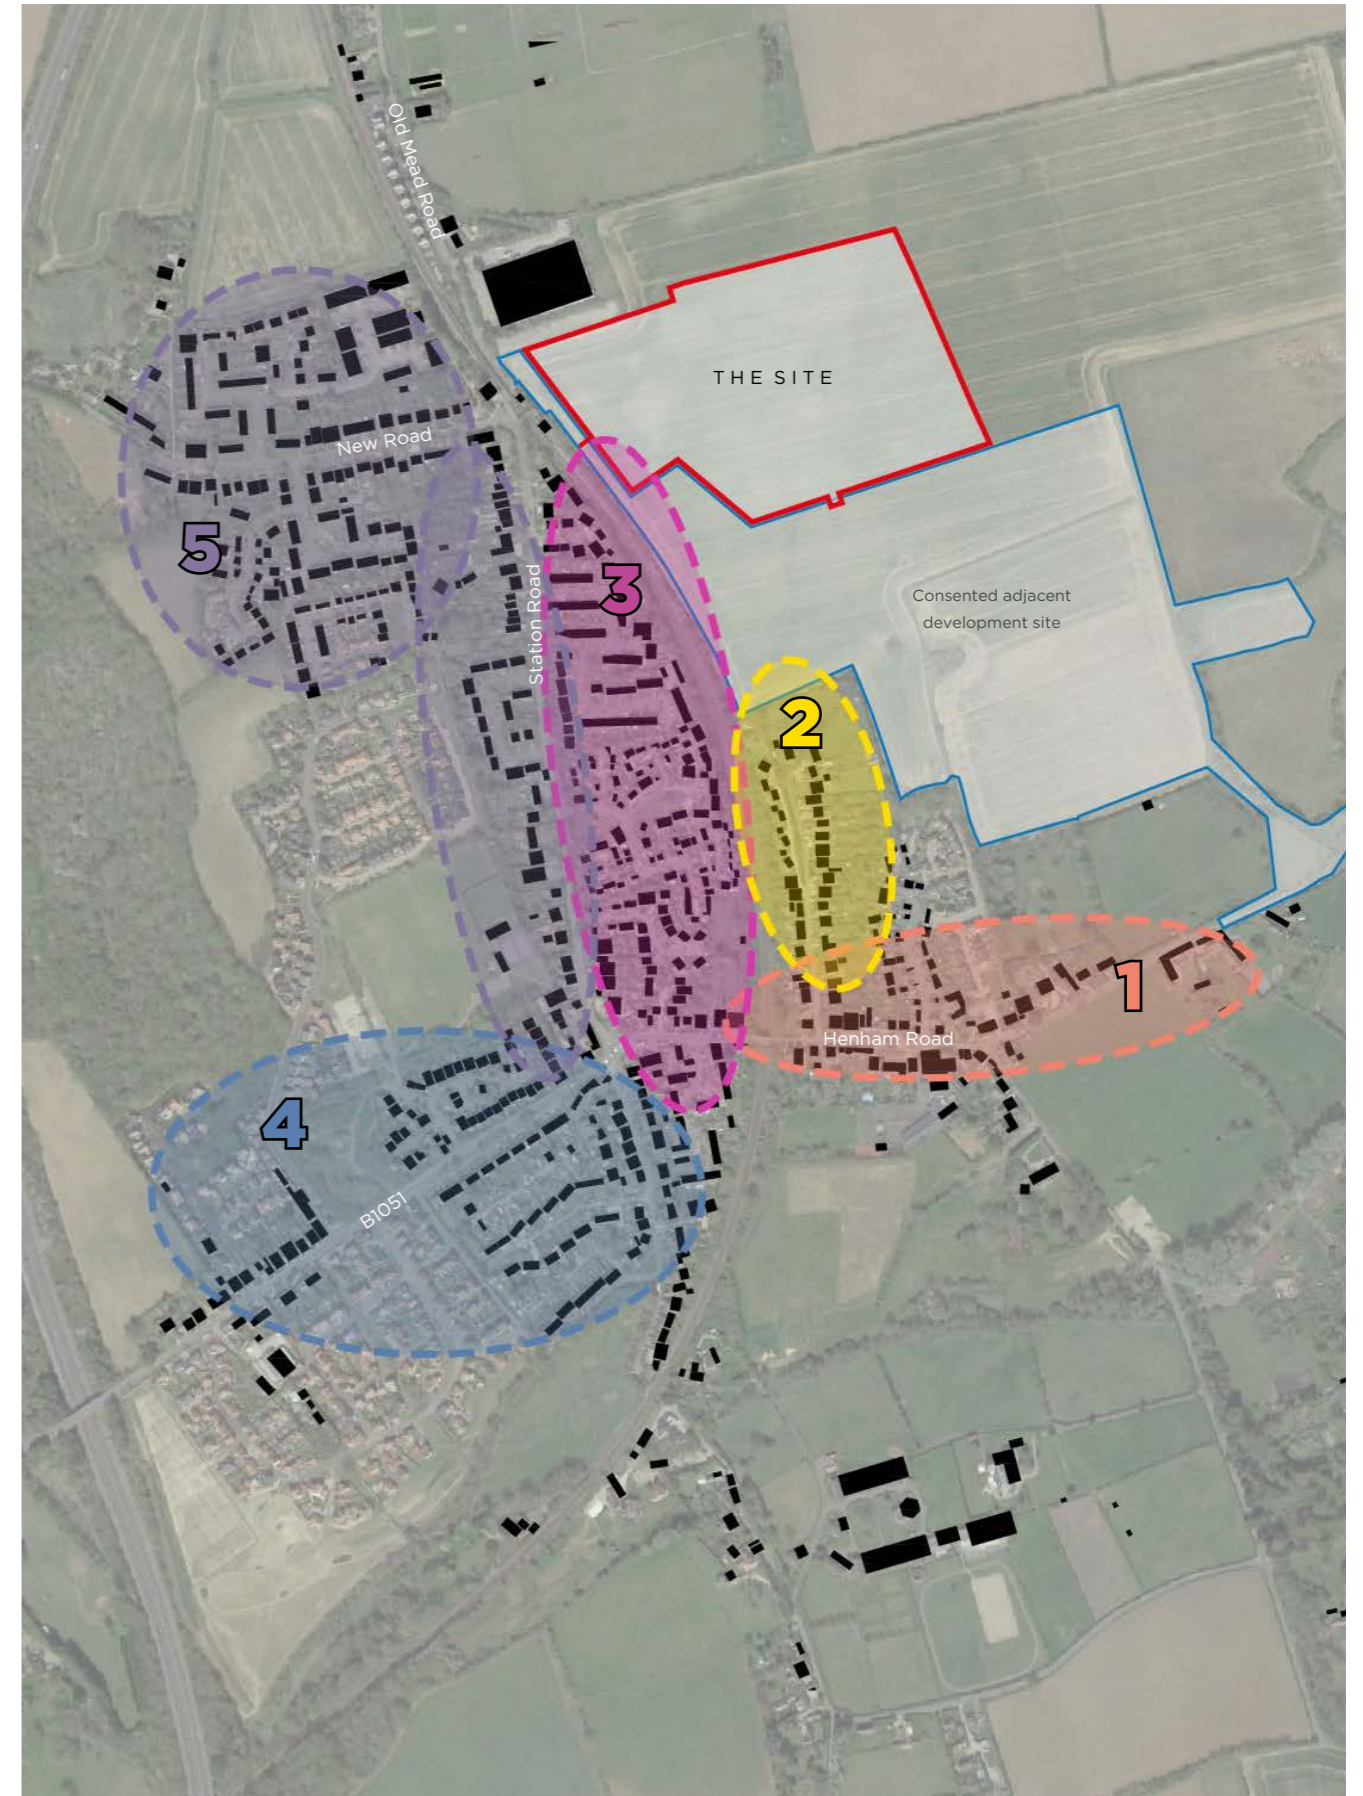 Old Mead Road
THE SITE
New Road
5
3
Station Road
Consented adjacent
development site
2
1
Henham Road
4
B1051